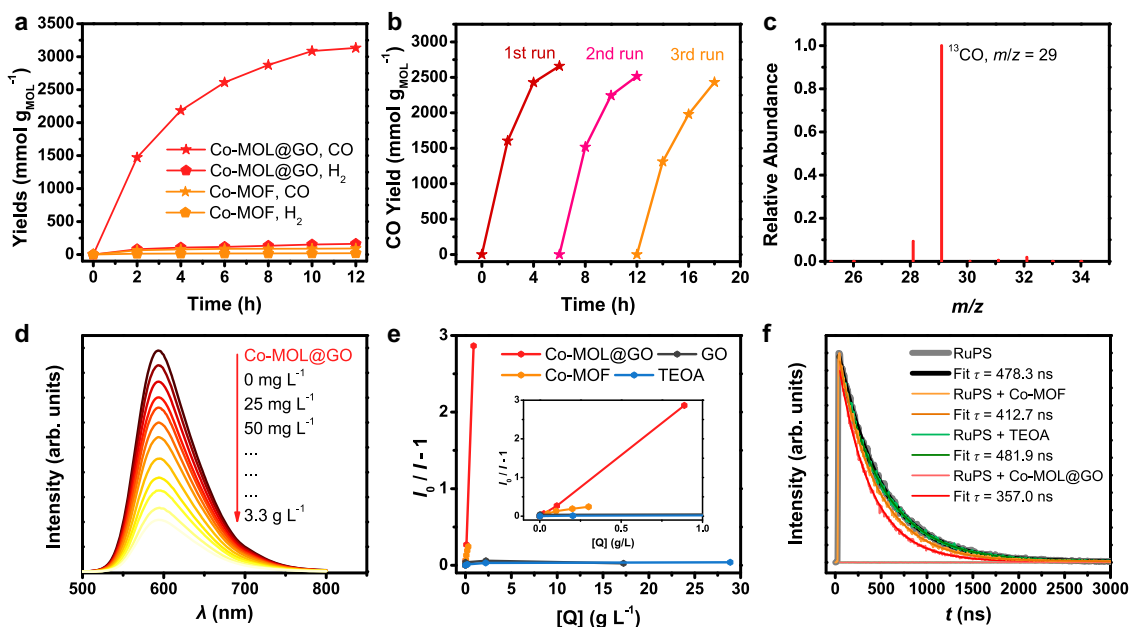 a
Yields (mmol g_MOL⁻¹)
3500
3000
2500
2000
1500
1000
500
0
Co-MOL@GO, CO
Co-MOL@GO, H₂
Co-MOF, CO
Co-MOF, H₂
0 2 4 6 8 10 12
Time (h)
b
CO Yield (mmol g_MOL⁻¹)
3000
2500
2000
1500
1000
500
0
1st run 2nd run 3rd run
0 4 8 12 16 20
Time (h)
c
Relative Abundance
1.0
0.8
0.6
0.4
0.2
0.0
¹³CO, m/z = 29
26 28 30 32 34
m/z
d
Intensity (arb. units)
Co-MOL@GO
0 mg L⁻¹
25 mg L⁻¹
50 mg L⁻¹
...
...
...
3.3 g L⁻¹
500 600 700 800
λ (nm)
e
I₀ / I - 1
3
2
1
0
Co-MOL@GO GO
Co-MOF TEOA
I₀ / I - 1
3
2
1
0
0.0 0.5 1.0
[Q] (g/L)
0 5 10 15 20 25 30
[Q] (g L⁻¹)
f
Intensity (arb. units)
RuPS
Fit τ = 478.3 ns
RuPS + Co-MOF
Fit τ = 412.7 ns
RuPS + TEOA
Fit τ = 481.9 ns
RuPS + Co-MOL@GO
Fit τ = 357.0 ns
0 500 1000 2000 3000
t (ns)